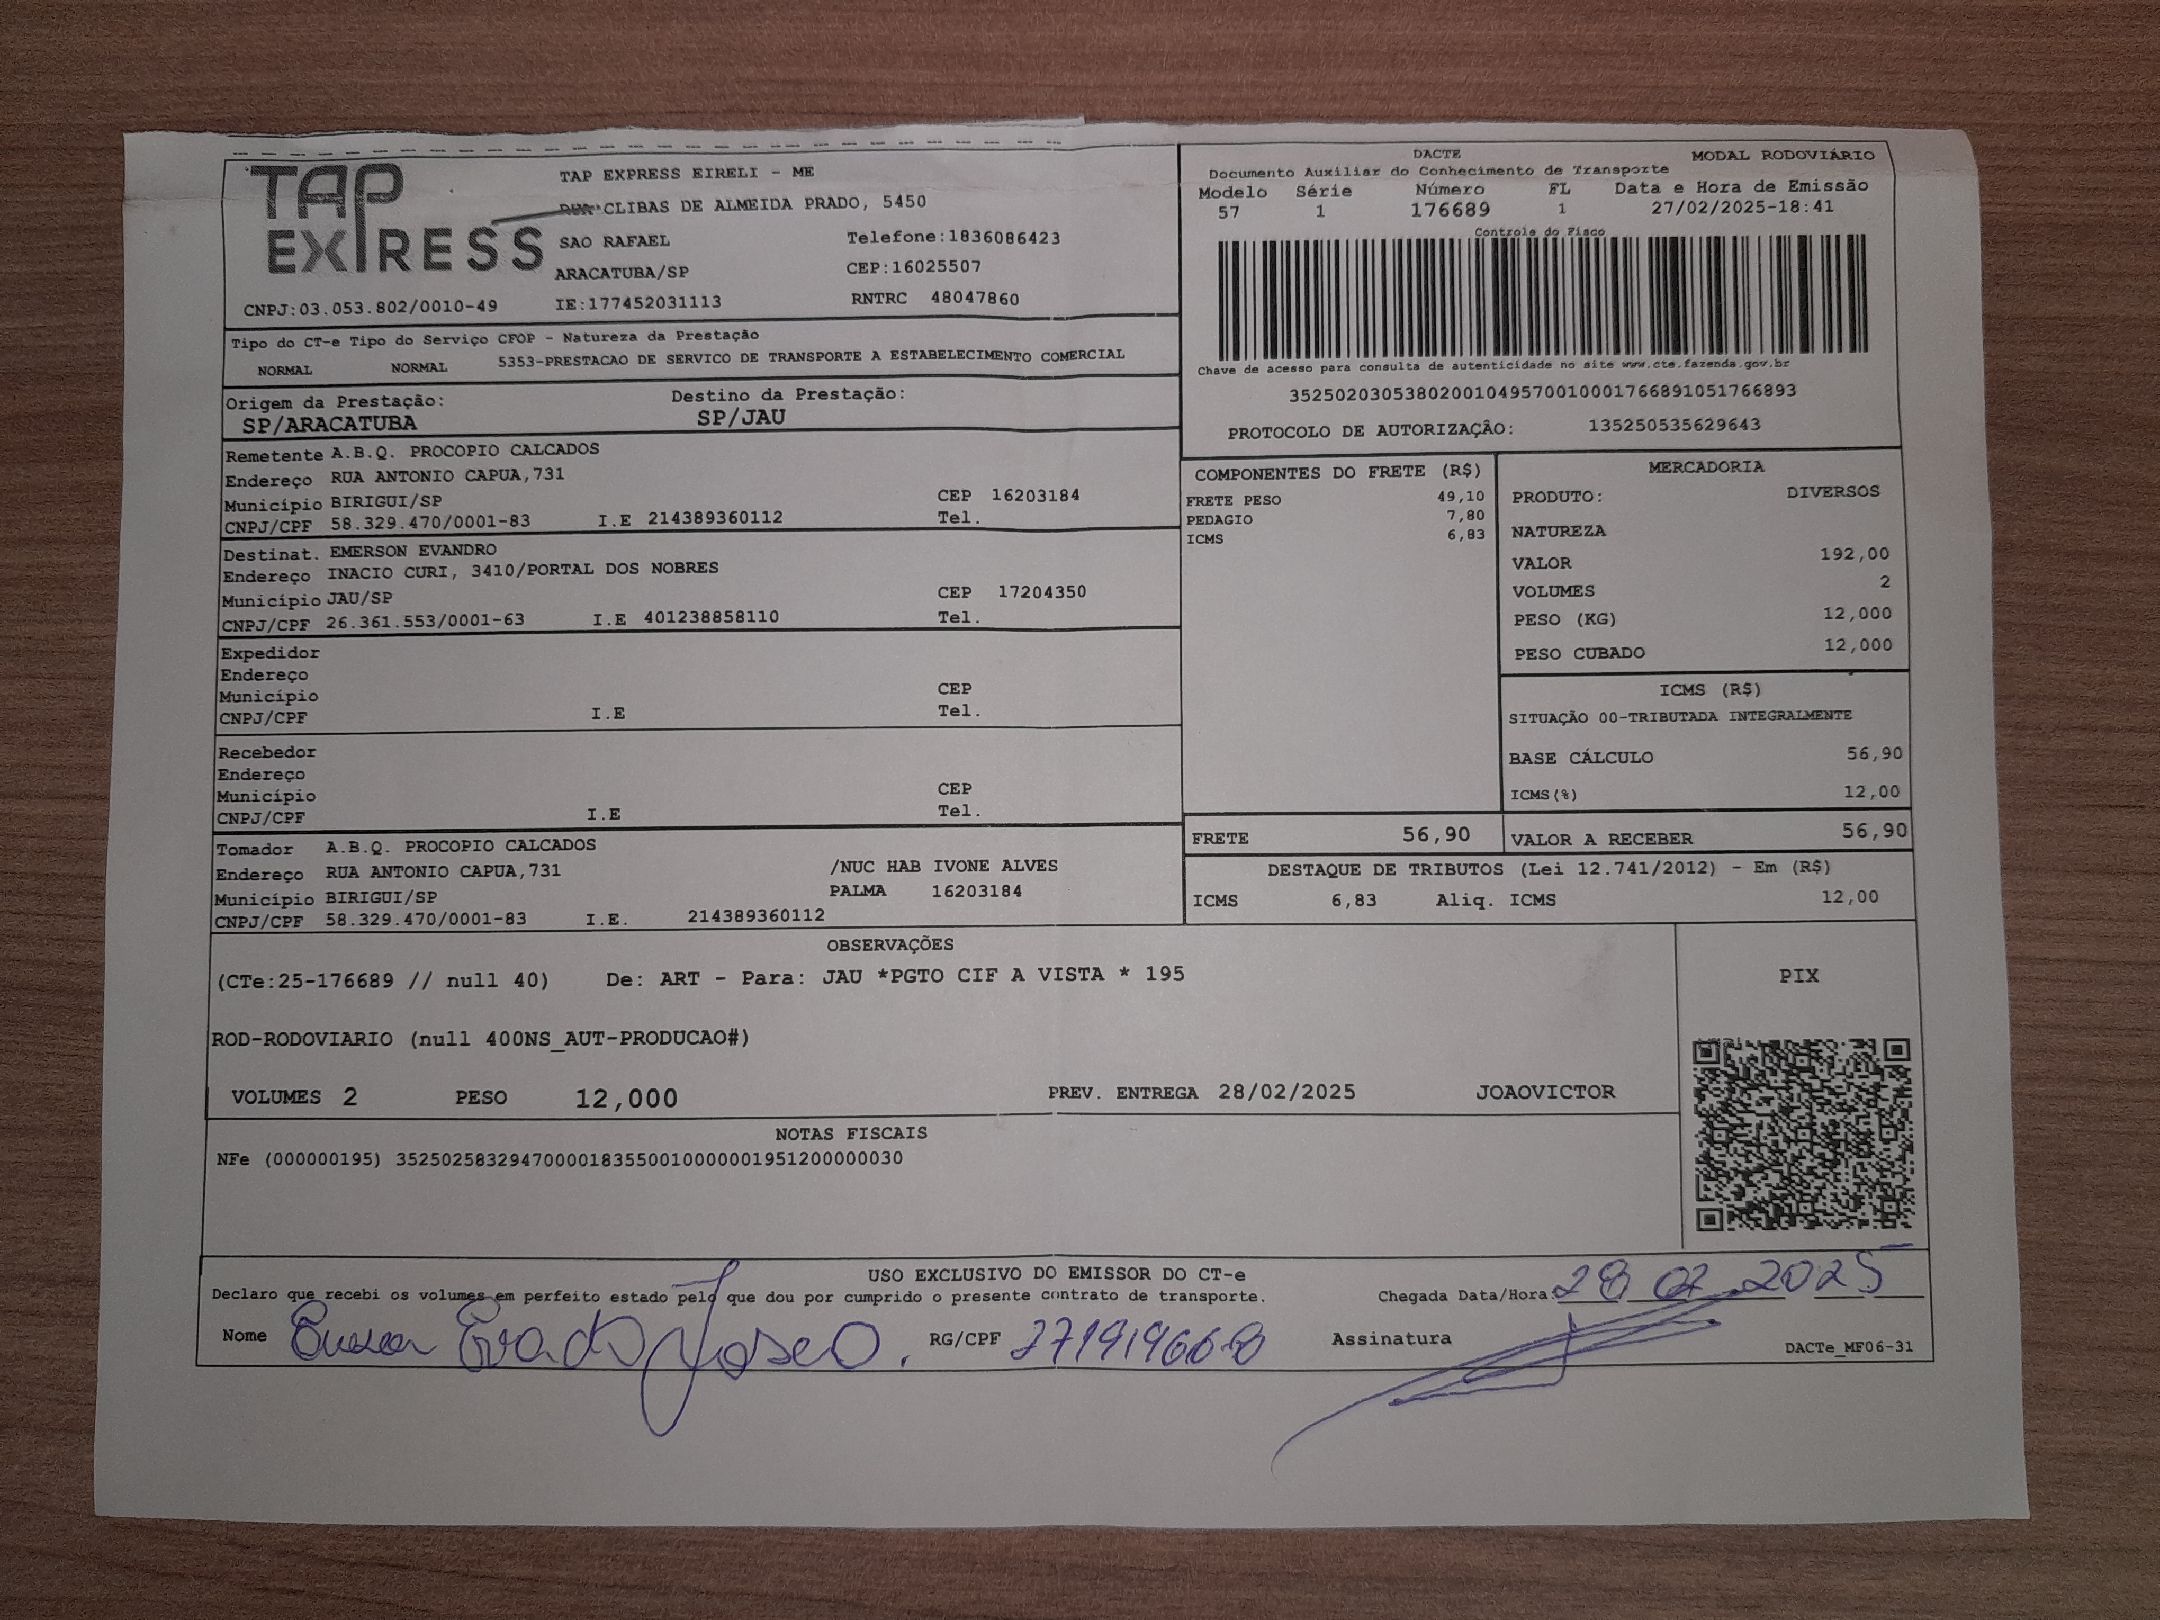 TAP EXPRESS
TAP EXPRESS EIRELI - ME
RUA CLIBAS DE ALMEIDA PRADO, 5450
SAO RAFAEL Telefone:1836086423
ARACATUBA/SP CEP:16025507
CNPJ:03.053.802/0010-49 IE:177452031113 RNTRC 48047860
DACTE MODAL RODOVIÁRIO
Documento Auxiliar do Conhecimento de Transporte
Modelo Série Número FL Data e Hora de Emissão
57 1 176689 1 27/02/2025-18:41
Controle do Fisco
Chave de acesso para consulta de autenticidade no site www.cte.fazenda.gov.br
35250203053802001049570010001766891051766893
PROTOCOLO DE AUTORIZAÇÃO: 135250535629643
Tipo do CT-e Tipo do Serviço CFOP - Natureza da Prestação
NORMAL NORMAL 5353-PRESTACAO DE SERVICO DE TRANSPORTE A ESTABELECIMENTO COMERCIAL
Origem da Prestação: Destino da Prestação:
SP/ARACATUBA SP/JAU
Remetente A.B.Q. PROCOPIO CALCADOS
Endereço RUA ANTONIO CAPUA,731
Município BIRIGUI/SP CEP 16203184
CNPJ/CPF 58.329.470/0001-83 I.E 214389360112 Tel.
Destinat. EMERSON EVANDRO
Endereço INACIO CURI, 3410/PORTAL DOS NOBRES
Município JAU/SP CEP 17204350
CNPJ/CPF 26.361.553/0001-63 I.E 401238858110 Tel.
Expedidor
Endereço
Município CEP
CNPJ/CPF I.E Tel.
Recebedor
Endereço
Município CEP
CNPJ/CPF I.E Tel.
Tomador A.B.Q. PROCOPIO CALCADOS
Endereço RUA ANTONIO CAPUA,731 /NUC HAB IVONE ALVES
Município BIRIGUI/SP PALMA 16203184
CNPJ/CPF 58.329.470/0001-83 I.E. 214389360112
COMPONENTES DO FRETE (R$)
FRETE PESO 49,10
PEDAGIO 7,80
ICMS 6,83
MERCADORIA
PRODUTO: DIVERSOS
NATUREZA
VALOR 192,00
VOLUMES 2
PESO (KG) 12,000
PESO CUBADO 12,000
ICMS (R$)
SITUAÇÃO 00-TRIBUTADA INTEGRALMENTE
BASE CÁLCULO 56,90
ICMS(%) 12,00
FRETE 56,90 VALOR A RECEBER 56,90
DESTAQUE DE TRIBUTOS (Lei 12.741/2012) - Em (R$)
ICMS 6,83 Aliq. ICMS 12,00
OBSERVAÇÕES
(CTe:25-176689 // null 40) De: ART - Para: JAU *PGTO CIF A VISTA * 195
ROD-RODOVIARIO (null 400NS_AUT-PRODUCAO#)
VOLUMES 2 PESO 12,000 PREV. ENTREGA 28/02/2025 JOAOVICTOR
PIX
NOTAS FISCAIS
NFe (000000195) 35250258329470000183550010000001951200000030
USO EXCLUSIVO DO EMISSOR DO CT-e
Declaro que recebi os volumes em perfeito estado pelo que dou por cumprido o presente contrato de transporte. Chegada Data/Hora: 28 02 2025
Nome RG/CPF Assinatura
DACTe_MF06-31